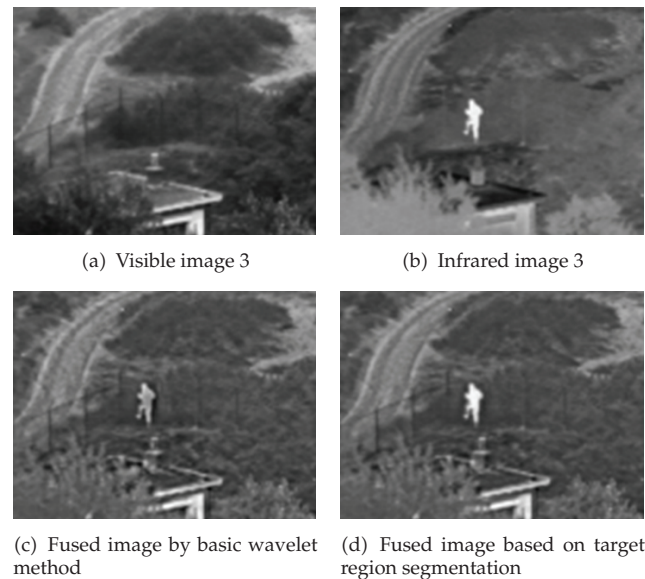 (a) Visible image 3
(b) Infrared image 3
(c) Fused image by basic wavelet
method
(d) Fused image based on target
region segmentation